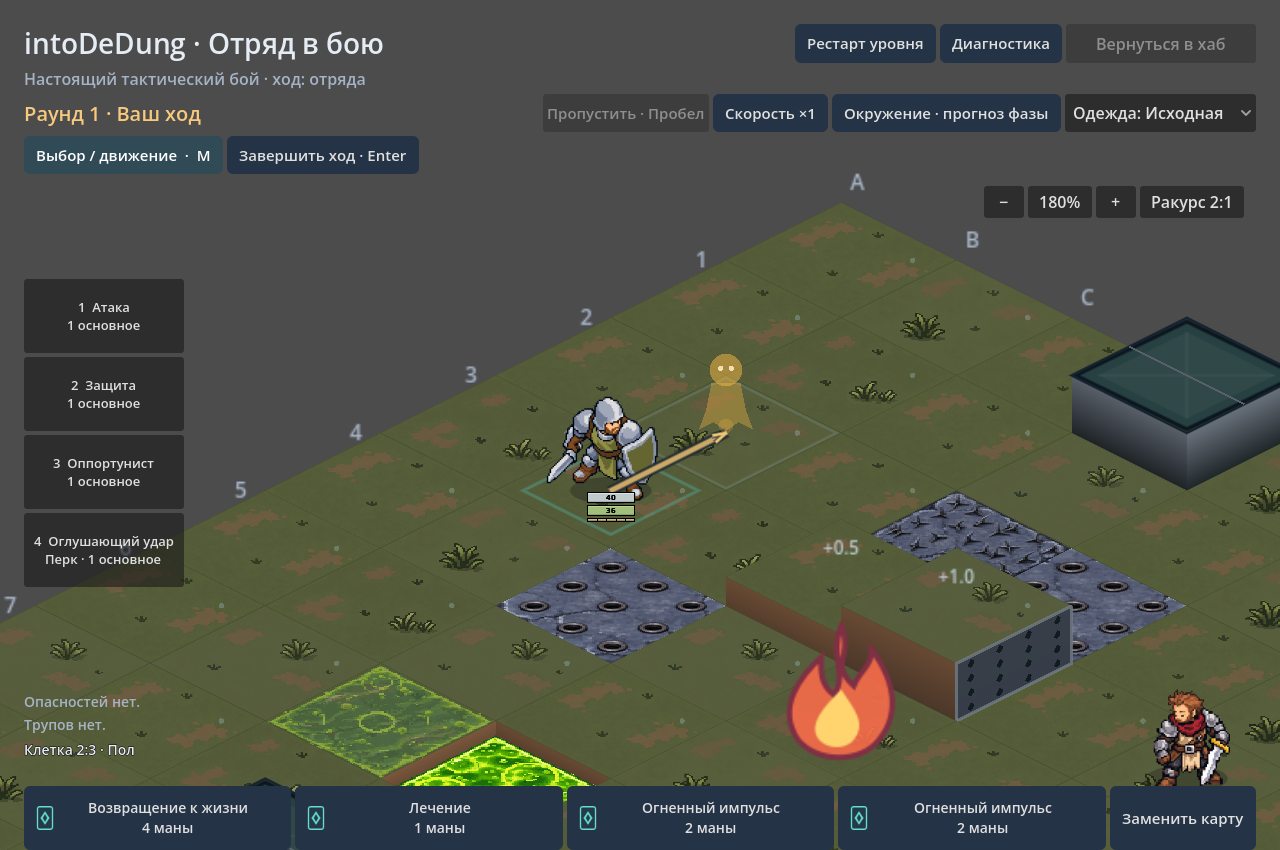 intoDeDung · Отряд в бою
Рестарт уровня
Диагностика
Вернуться в хаб
Настоящий тактический бой · ход: отряда
Раунд 1 · Ваш ход
Пропустить · Пробел
Скорость ×1
Окружение · прогноз фазы
Одежда: Исходная
Выбор / движение · M
Завершить ход · Enter
− 180% + Ракурс 2:1
A
B
C
1
2
3
4
5
6
7
1 Атака
1 основное
2 Защита
1 основное
3 Оппортунист
1 основное
4 Оглушающий удар
Перк · 1 основное
40
36
+0.5
+1.0
Опасностей нет.
Трупов нет.
Клетка 2:3 · Пол
Возвращение к жизни
4 маны
Лечение
1 маны
Огненный импульс
2 маны
Огненный импульс
2 маны
Заменить карту